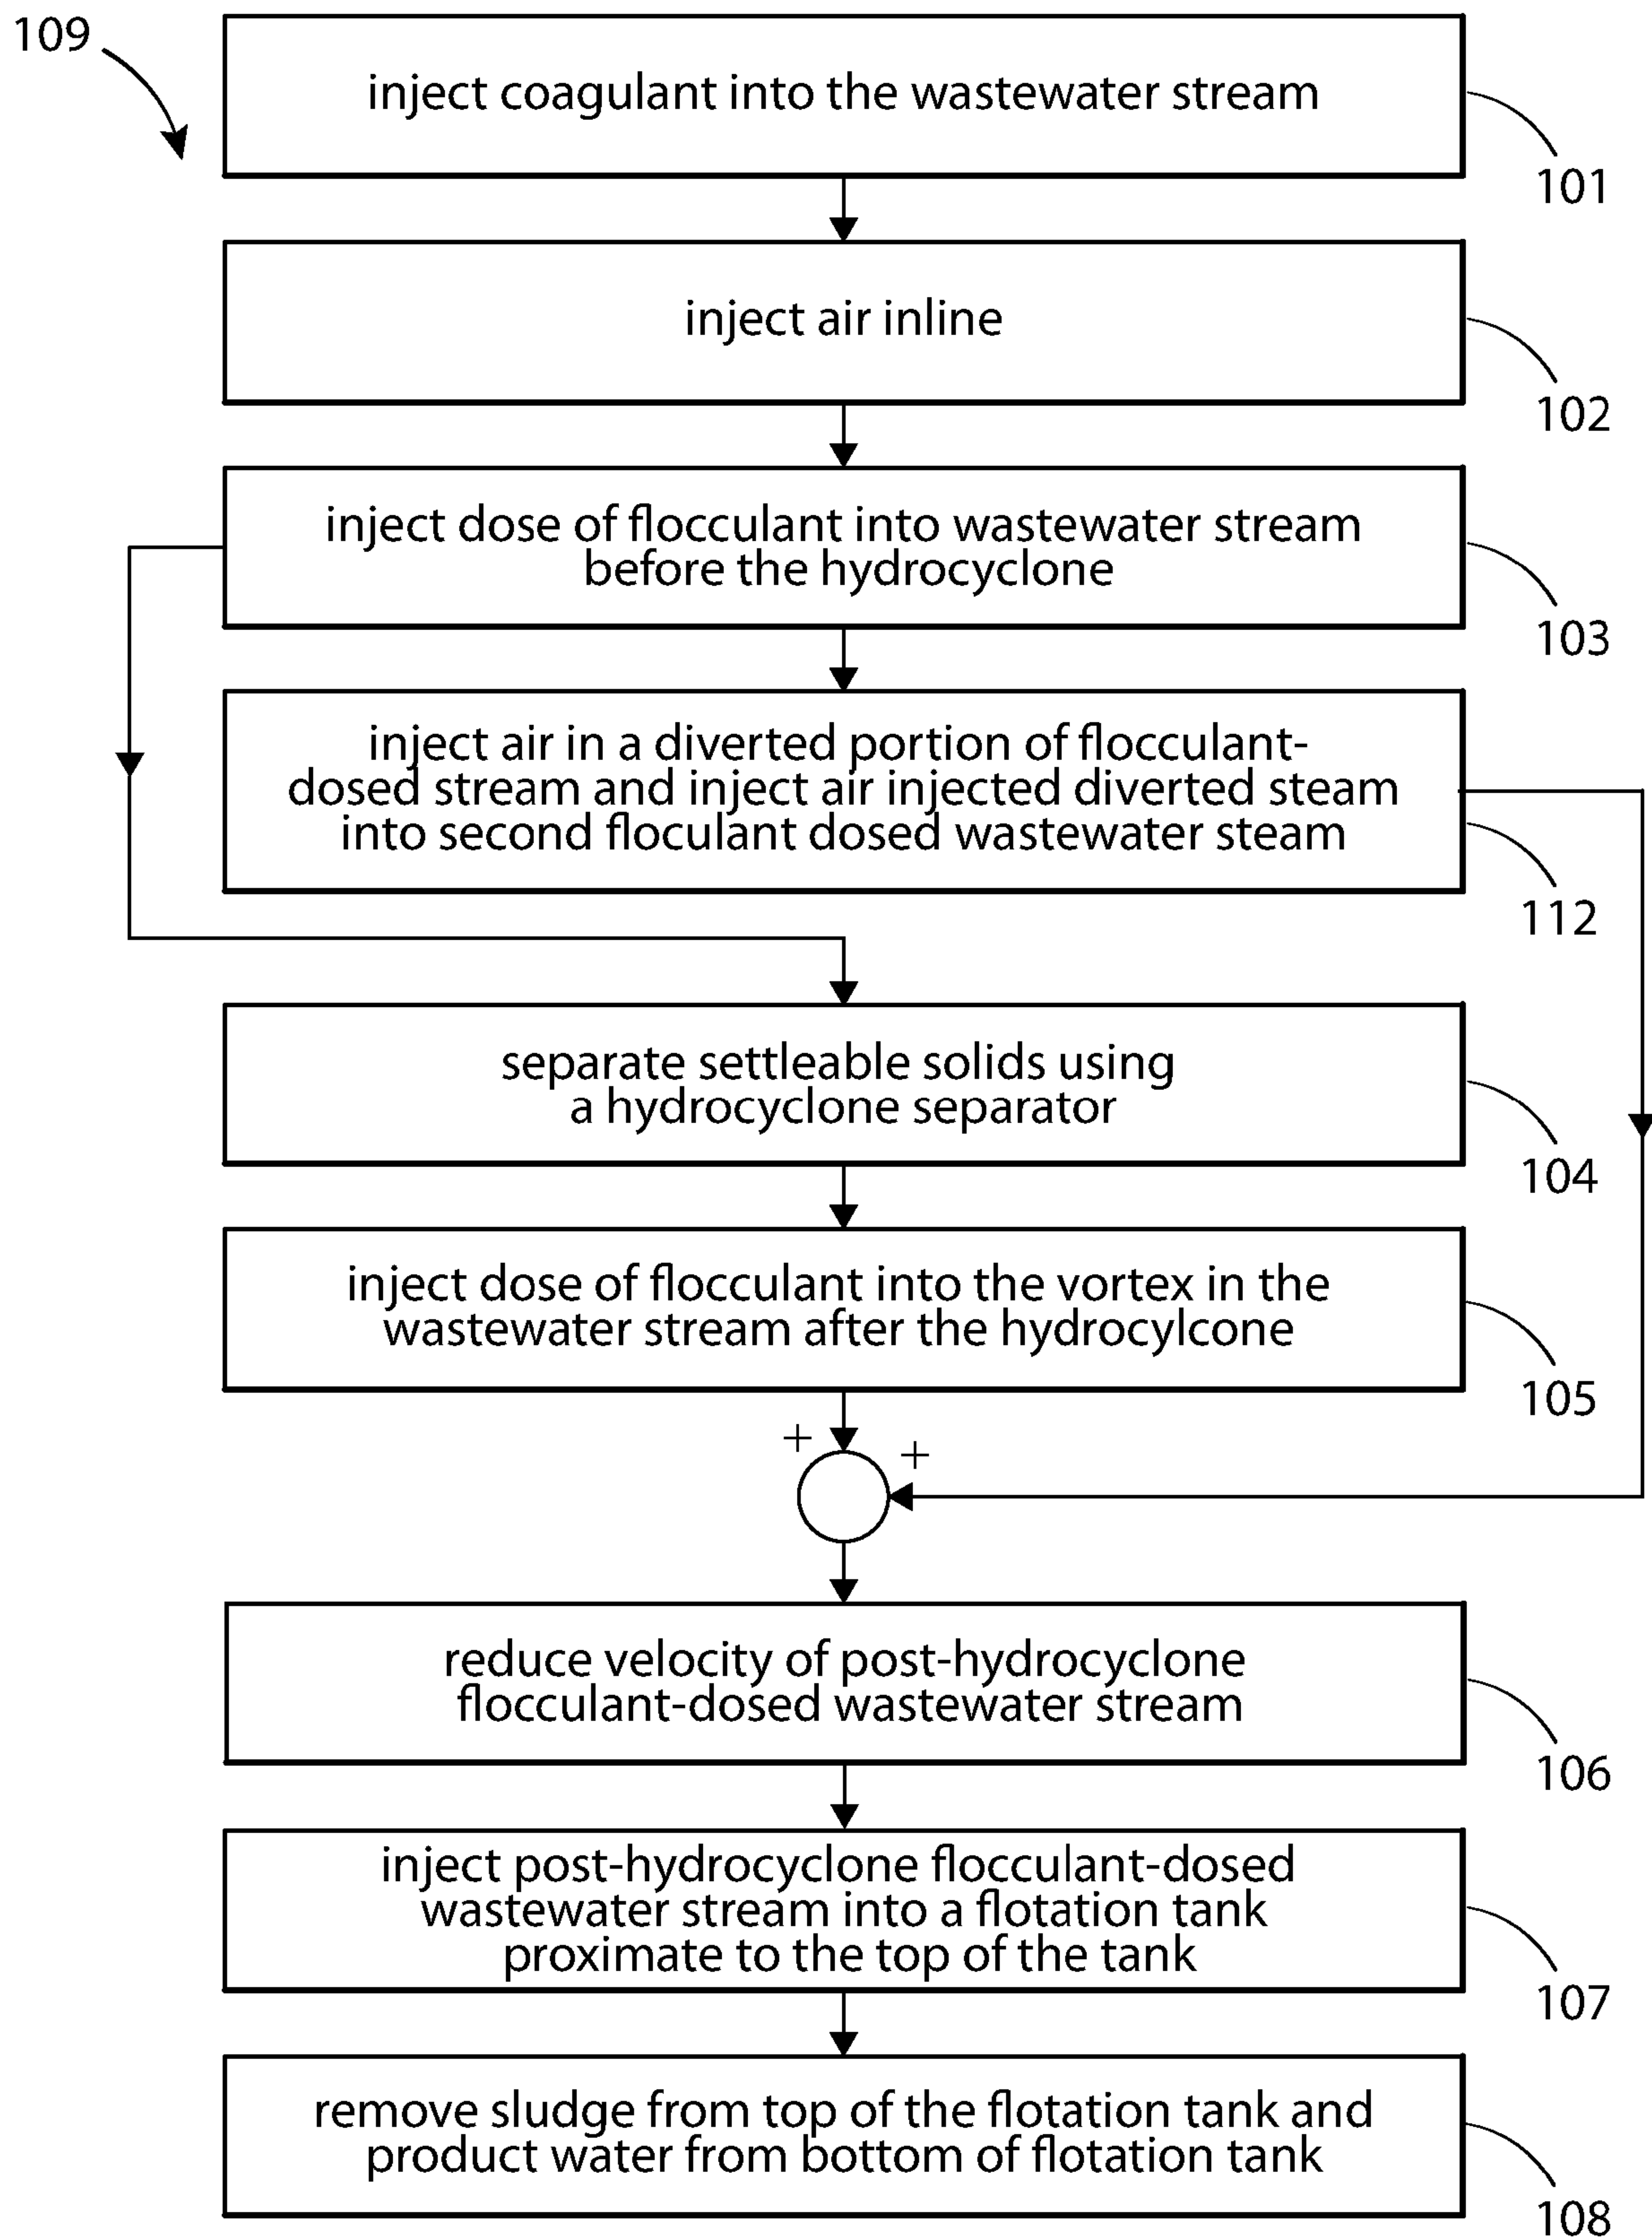 109
inject coagulant into the wastewater stream
101
inject air inline
102
inject dose of flocculant into wastewater stream
before the hydrocyclone
103
inject air in a diverted portion of flocculant-
dosed stream and inject air injected diverted steam
into second floculant dosed wastewater steam
112
separate settleable solids using
a hydrocyclone separator
104
inject dose of flocculant into the vortex in the
wastewater stream after the hydrocylcone
105
+
+
reduce velocity of post-hydrocyclone
flocculant-dosed wastewater stream
106
inject post-hydrocyclone flocculant-dosed
wastewater stream into a flotation tank
proximate to the top of the tank
107
remove sludge from top of the flotation tank and
product water from bottom of flotation tank
108